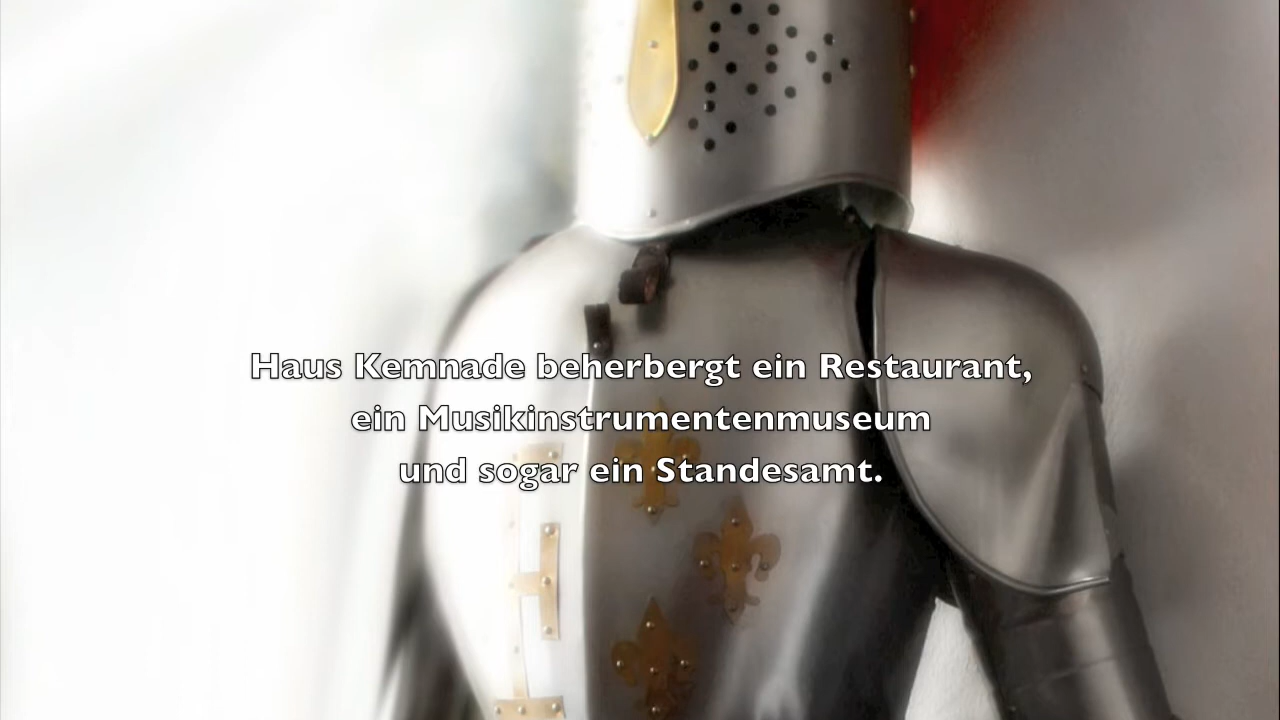 Haus Kemnade beherbergt ein Restaurant,
ein Musikinstrumentenmuseum
und sogar ein Standesamt.